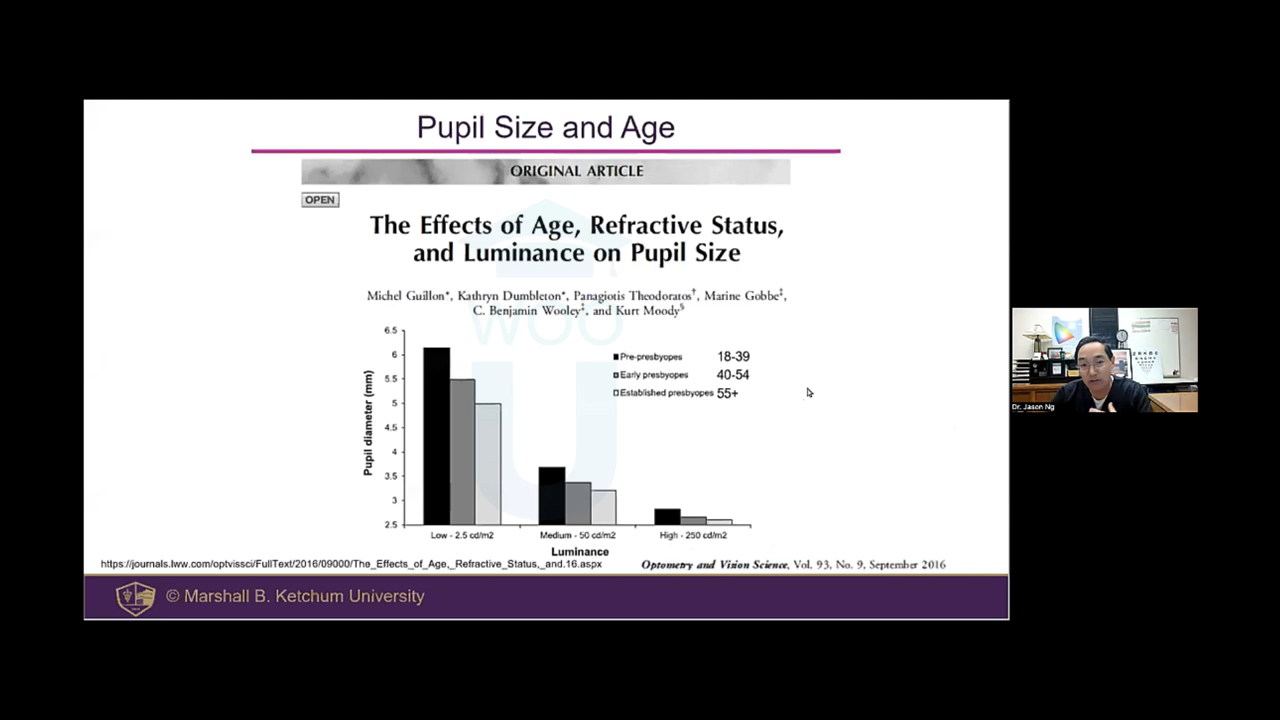 Pupil Size and Age
ORIGINAL ARTICLE
OPEN
The Effects of Age, Refractive Status,
and Luminance on Pupil Size
Michel Guillon*, Kathryn Dumbleton*, Panagiotis Theodoratos†, Marine Gobbe‡,
C. Benjamin Wooley‡, and Kurt Moody§
WOO
U
Pupil diameter (mm)
6.5
6
5.5
5
4.5
4
3.5
3
2.5
Pre-presbyopes 18-39
Early presbyopes 40-54
Established presbyopes 55+
Low - 2.5 cd/m2 Medium - 50 cd/m2 High - 250 cd/m2
Luminance
https://journals.lww.com/optvissci/FullText/2016/09000/The_Effects_of_Age,_Refractive_Status,_and.16.aspx
Optometry and Vision Science, Vol. 93, No. 9, September 2016
© Marshall B. Ketchum University
Dr. Jason Ng